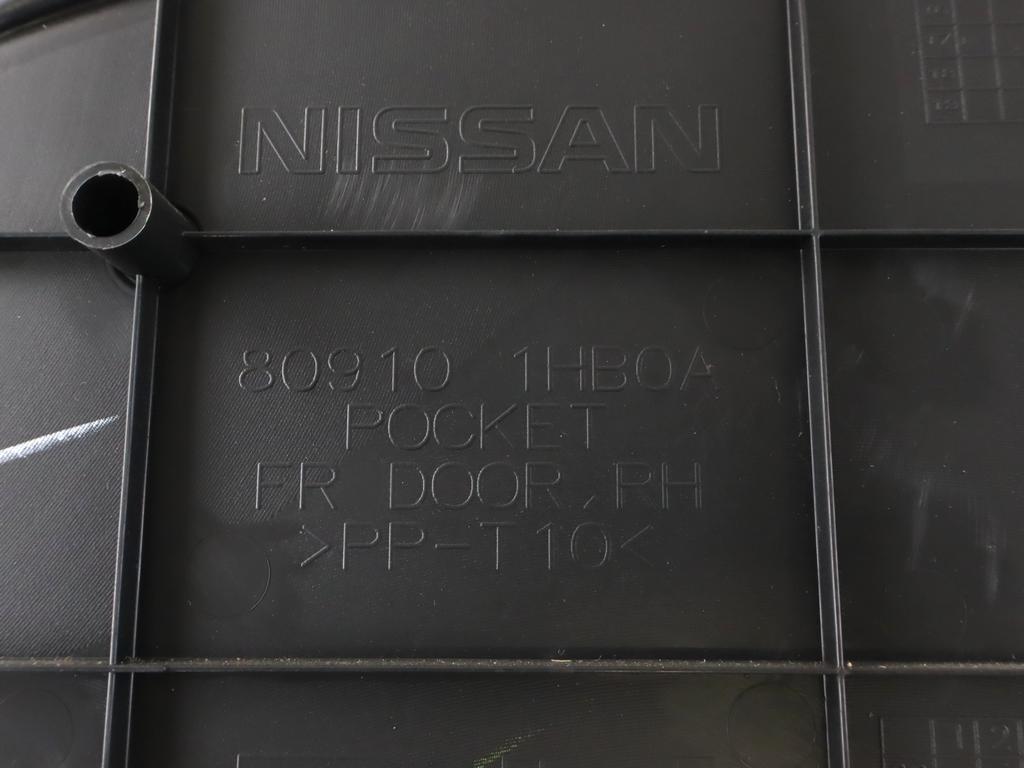 NISSAN
80910 1HB0A
POCKET
FR DOOR,RH
>PP-T10<